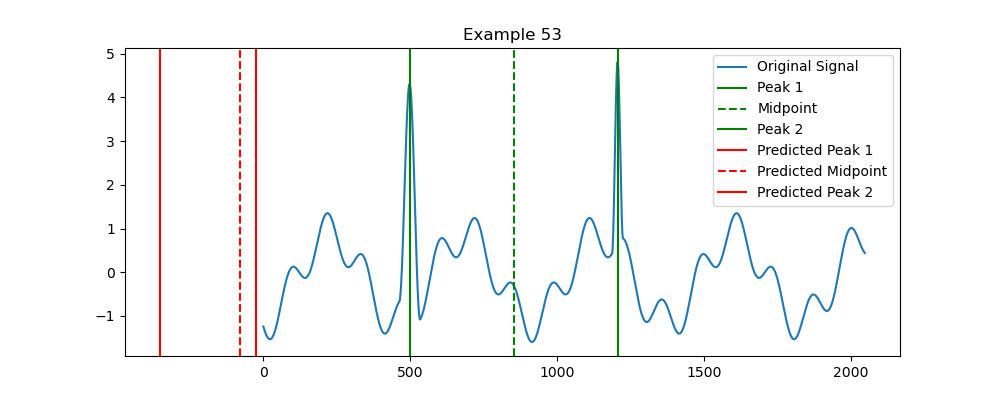 Example 53
5
4
3
2
1
0
−1
0
500
1000
1500
2000
Original Signal
Peak 1
Midpoint
Peak 2
Predicted Peak 1
Predicted Midpoint
Predicted Peak 2